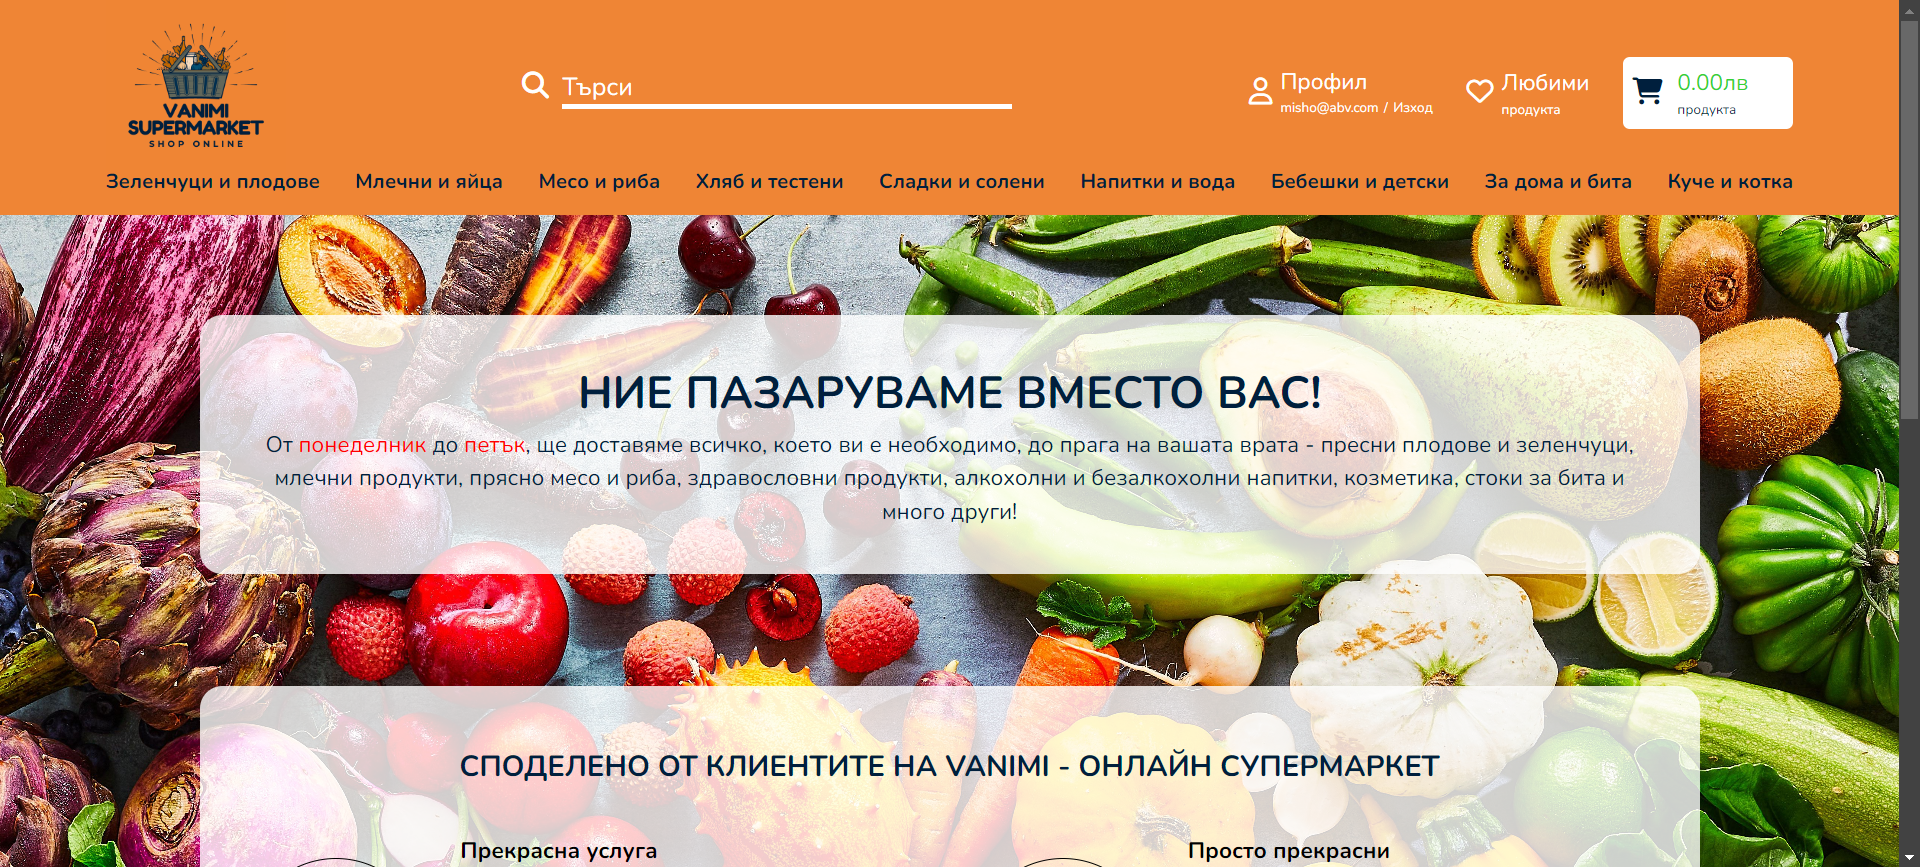 VANIMI
SUPERMARKET
SHOP ONLINE
Търси
Профил
misho@abv.com / Изход
Любими
продукта
0.00лв
продукта
Зеленчуци и плодове
Млечни и яйца
Месо и риба
Хляб и тестени
Сладки и солени
Напитки и вода
Бебешки и детски
За дома и бита
Куче и котка
НИЕ ПАЗАРУВАМЕ ВМЕСТО ВАС!
От понеделник до петък, ще доставяме всичко, което ви е необходимо, до прага на вашата врата - пресни плодове и зеленчуци,
млечни продукти, прясно месо и риба, здравословни продукти, алкохолни и безалкохолни напитки, козметика, стоки за бита и
много други!
СПОДЕЛЕНО ОТ КЛИЕНТИТЕ НА VANIMI - ОНЛАЙН СУПЕРМАРКЕТ
Прекрасна услуга
Просто прекрасни